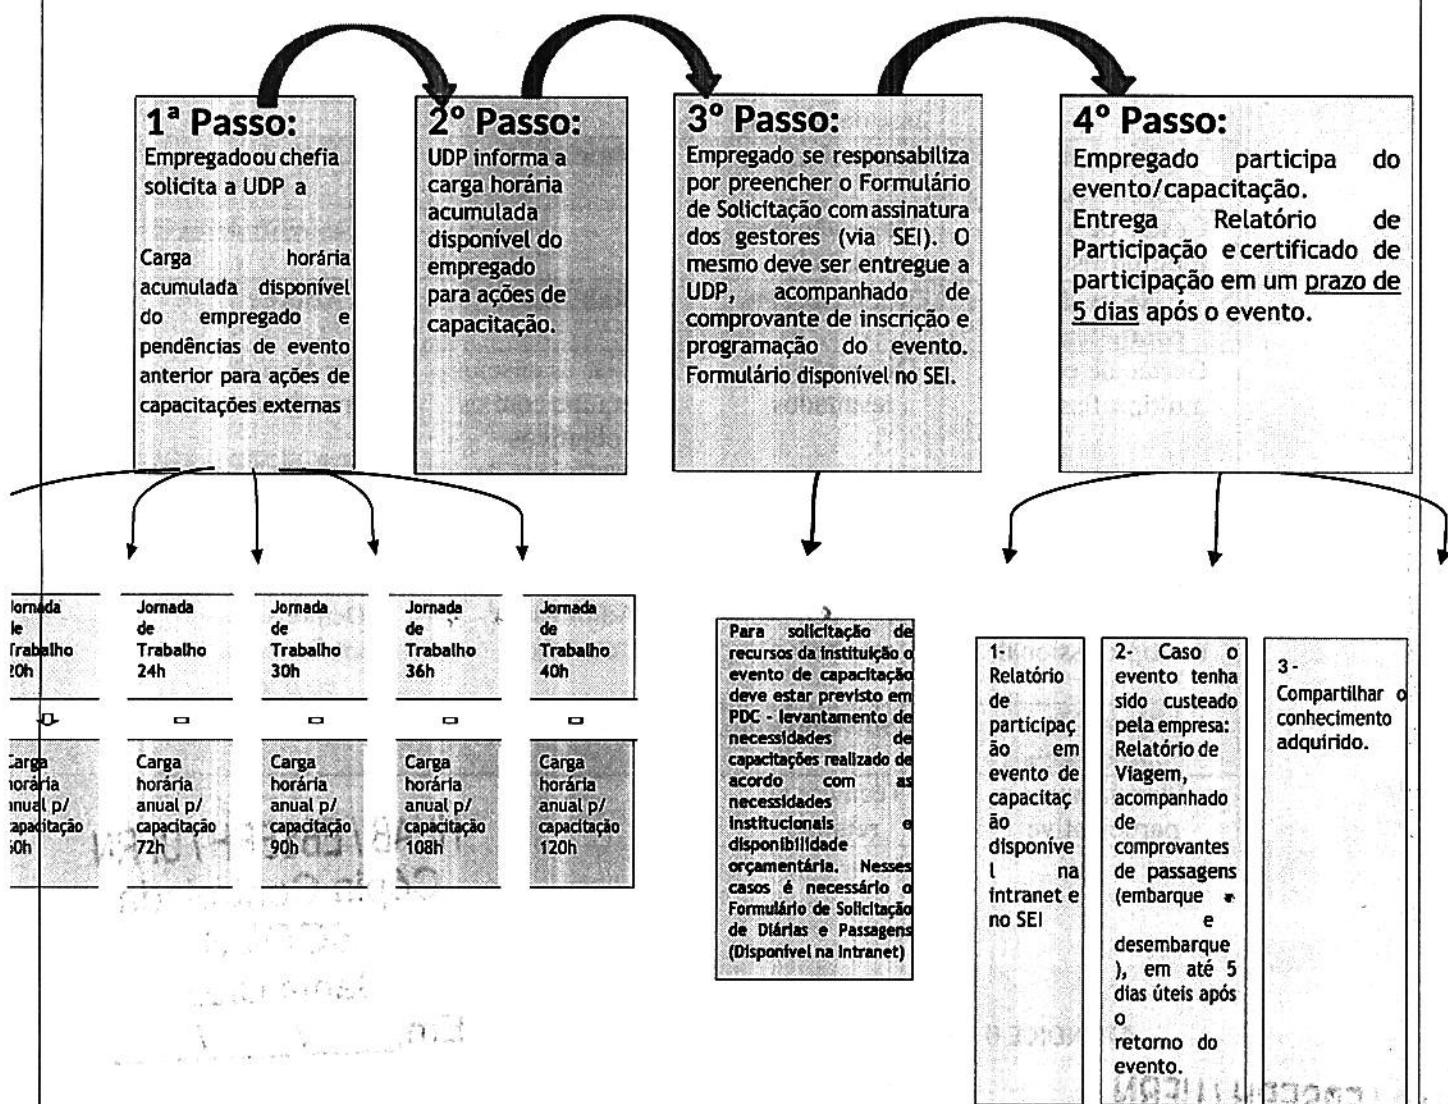 1ª Passo:
Empregado ou chefia
solicita a UDP a
Carga horária
acumulada disponível
do empregado e
pendências de evento
anterior para ações de
capacitações externas
2º Passo:
UDP informa a
carga horária
acumulada
disponível do
empregado
para ações de
capacitação.
3º Passo:
Empregado se responsabiliza
por preencher o Formulário
de Solicitação com assinatura
dos gestores (via SEI). O
mesmo deve ser entregue a
UDP, acompanhado de
comprovante de inscrição e
programação do evento.
Formulário disponível no SEI.
4º Passo:
Empregado participa do
evento/capacitação.
Entrega Relatório de
Participação e certificado de
participação em um prazo de
5 dias após o evento.
Jornada
de
Trabalho
20h
Jornada
de
Trabalho
24h
Jornada
de
Trabalho
30h
Jornada
de
Trabalho
36h
Jornada
de
Trabalho
40h
Carga
horária
anual p/
capacitação
60h
Carga
horária
anual p/
capacitação
72h
Carga
horária
anual p/
capacitação
90h
Carga
horária
anual p/
capacitação
108h
Carga
horária
anual p/
capacitação
120h
Para solicitação de
recursos da instituição o
evento de capacitação
deve estar previsto em
PDC - levantamento de
necessidades de
capacitações realizado de
acordo com as
necessidades
institucionais e
disponibilidade
orçamentária. Nesses
casos é necessário o
Formulário de Solicitação
de Diárias e Passagens
(Disponível na Intranet)
1-
Relatório
de
participaç
ão em
evento de
capacitaç
ão
disponíve
l na
intranet e
no SEI
2- Caso o
evento tenha
sido custeado
pela empresa:
Relatório de
Viagem,
acompanhado
de
comprovantes
de passagens
(embarque
e
desembarque
), em até 5
dias úteis após
o
retorno do
evento.
3 -
Compartilhar o
conhecimento
adquirido.